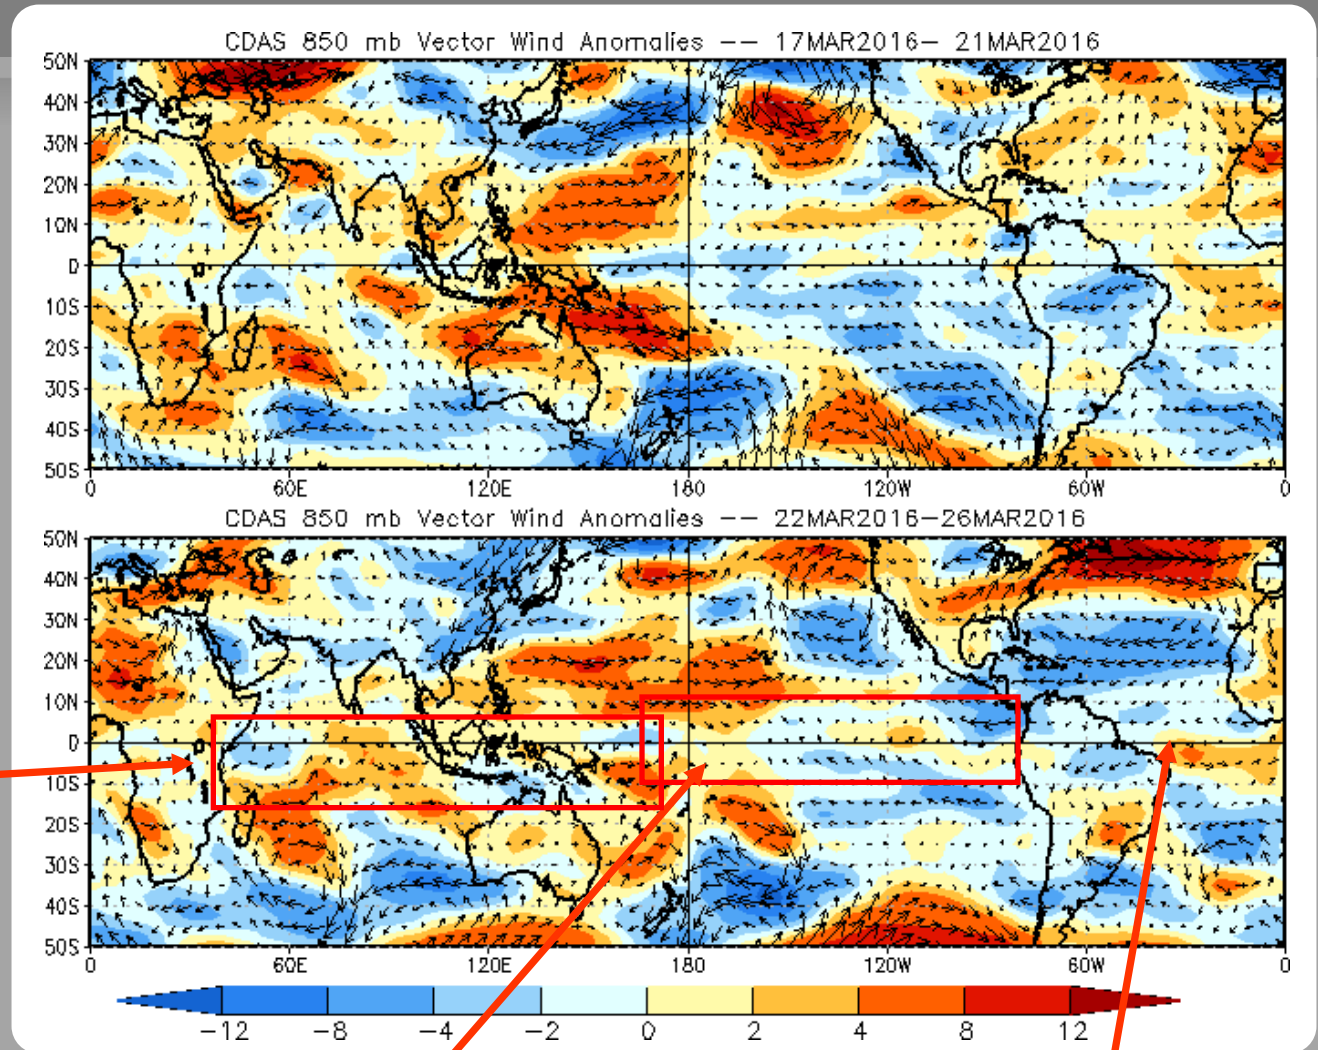 CDAS 850 mb Vector Wind Anomalies -- 17MAR2016- 21MAR2016
50N
40N
30N
20N
10N
0
10S
20S
30S
40S
50S
0 60E 120E 180 120W 60W 0
CDAS 850 mb Vector Wind Anomalies -- 22MAR2016-26MAR2016
50N
40N
30N
20N
10N
0
10S
20S
30S
40S
50S
0 60E 120E 180 120W 60W 0
-12 -8 -4 -2 0 2 4 8 12